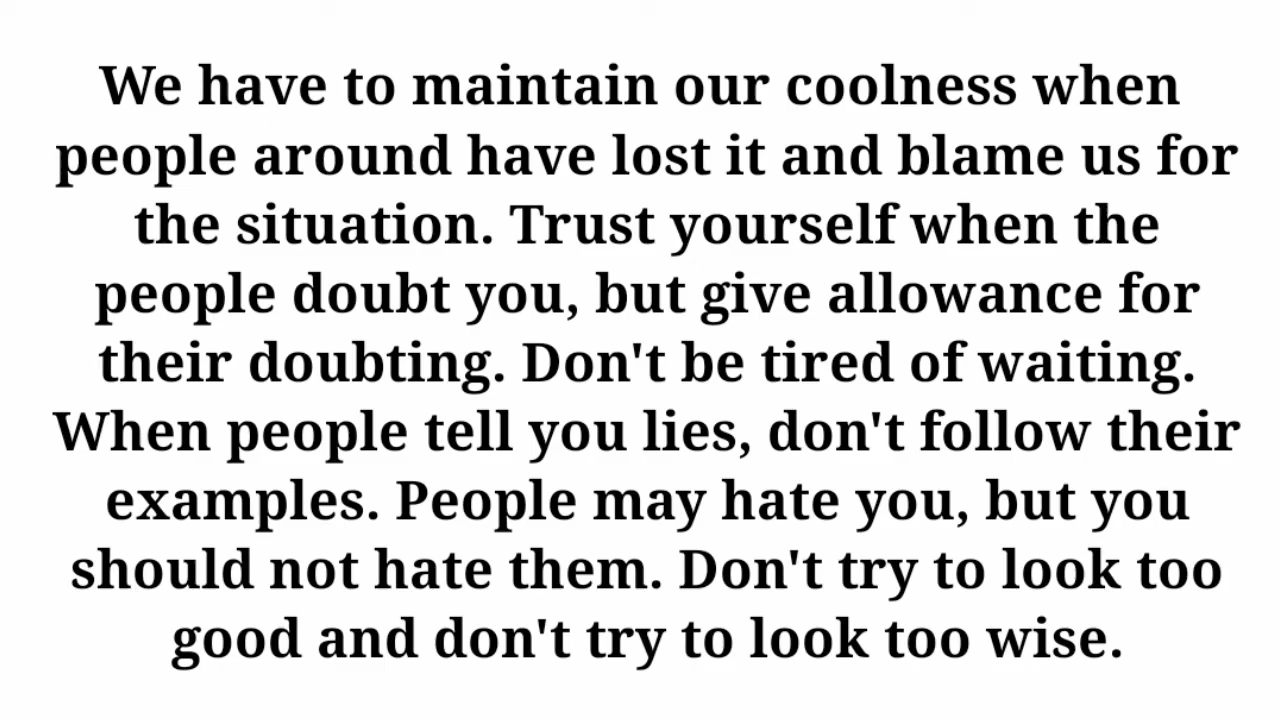 We have to maintain our coolness when
people around have lost it and blame us for
the situation. Trust yourself when the
people doubt you, but give allowance for
their doubting. Don't be tired of waiting.
When people tell you lies, don't follow their
examples. People may hate you, but you
should not hate them. Don't try to look too
good and don't try to look too wise.